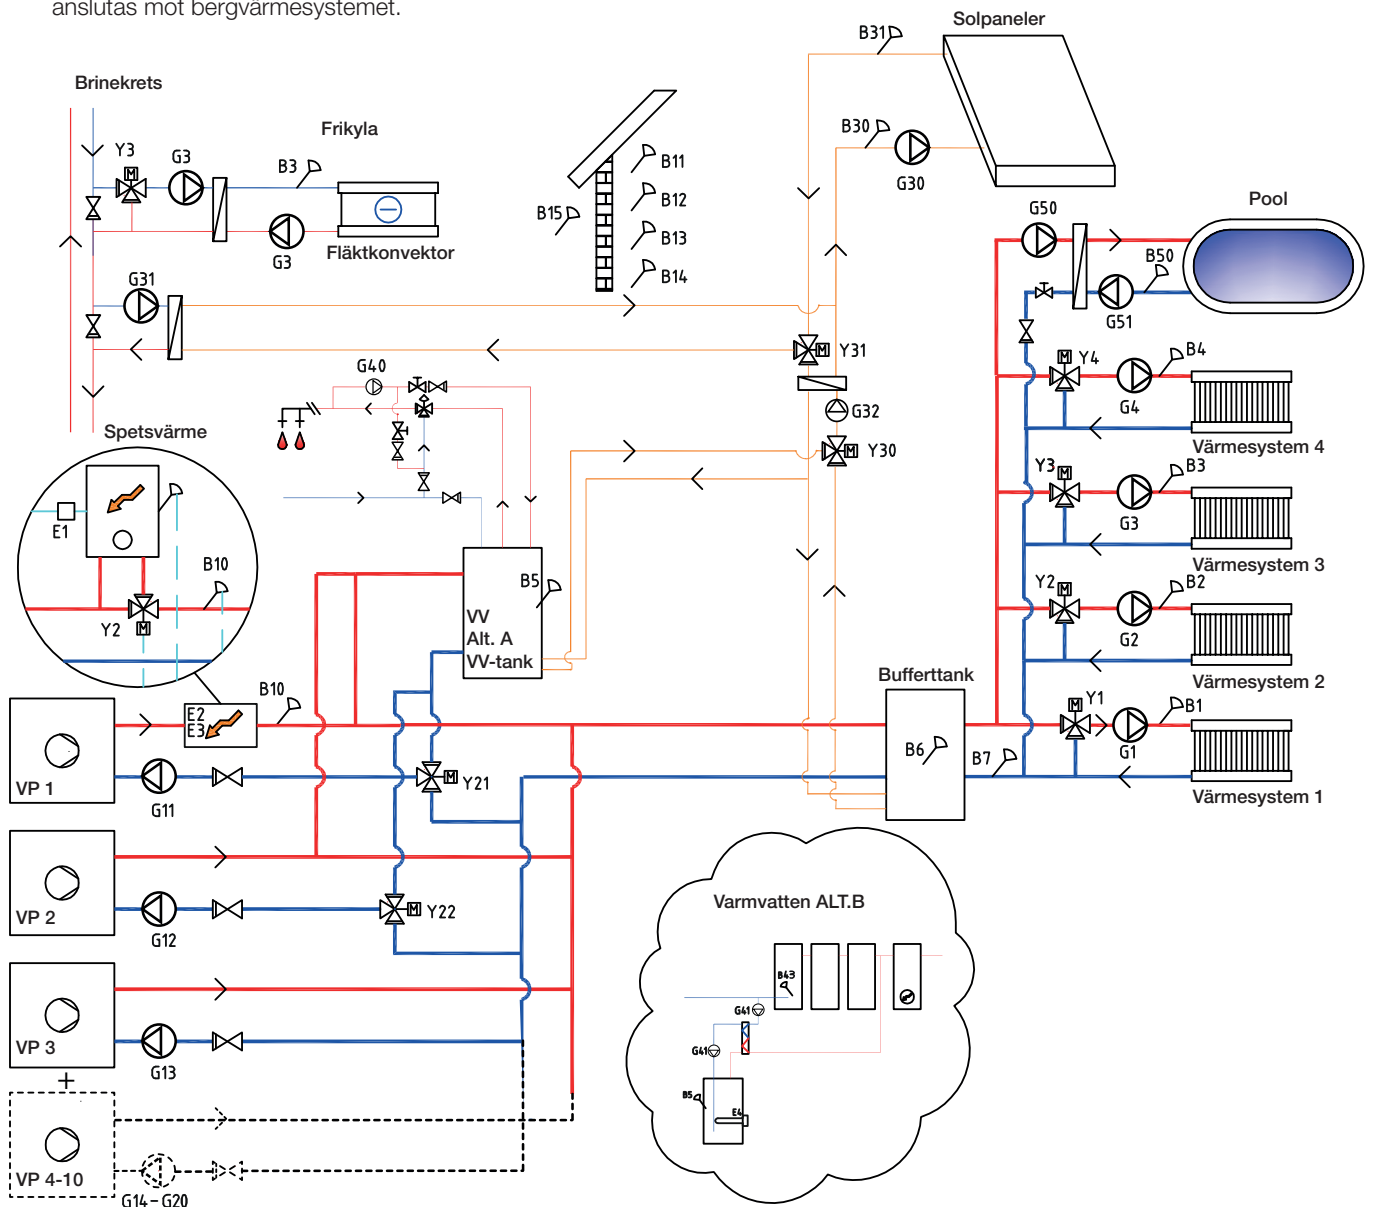 anslutas mot bergvärmesystemet.
Solpaneler
B31
Brinekrets
Frikyla
B30
G30
Y3
G3
B3
B11
B12
B15
B13
B14
G3
Fläktkonvektor
G50
Pool
B50
G51
G31
Y31
G40
G32
Y30
Y4
B4
G4
Värmesystem 4
Spetsvärme
E1
B10
Y2
Y3
B3
G3
Värmesystem 3
B5
VV
Alt. A
VV-tank
Y2
B2
G2
Värmesystem 2
Bufferttank
B10
E2
E3
Y1
B1
G1
B6
B7
Värmesystem 1
VP 1
G11
Y21
VP 2
G12
Y22
Varmvatten ALT.B
B43
G41
G41
B5
E4
VP 3
G13
+
VP 4-10
G14-G20
M
M
M
M
M
M
M
M
M
M